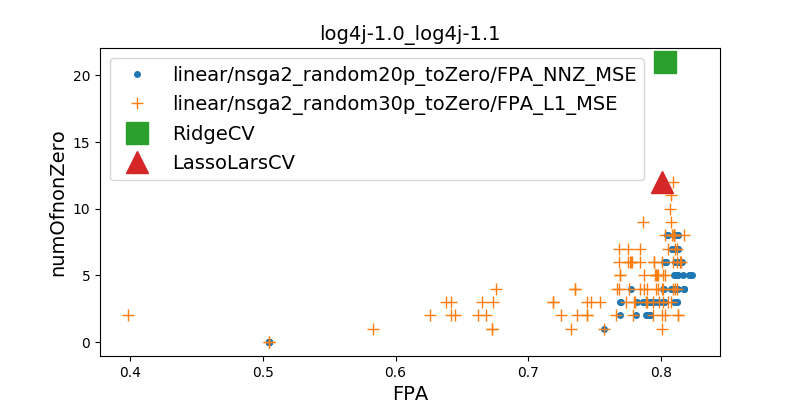 log4j-1.0_log4j-1.1
linear/nsga2_random20p_toZero/FPA_NNZ_MSE
linear/nsga2_random30p_toZero/FPA_L1_MSE
RidgeCV
LassoLarsCV
numOfnonZero
20
15
10
5
0
0.4 0.5 0.6 0.7 0.8
FPA